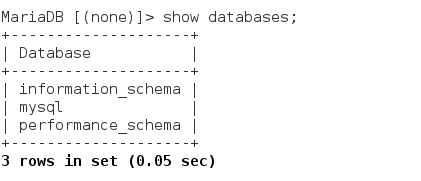 MariaDB [(none)]> show databases;
+--------------------+
| Database           |
+--------------------+
| information_schema |
| mysql              |
| performance_schema |
+--------------------+
3 rows in set (0.05 sec)